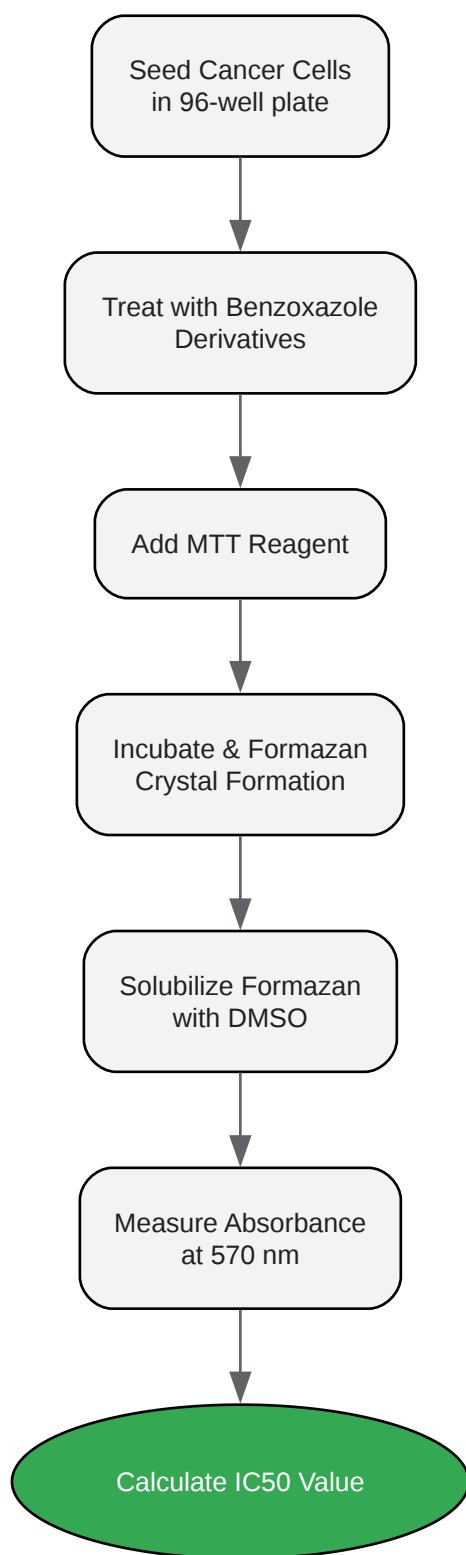 Seed Cancer Cells
in 96-well plate
Treat with Benzoxazole
Derivatives
Add MTT Reagent
Incubate & Formazan
Crystal Formation
Solubilize Formazan
with DMSO
Measure Absorbance
at 570 nm
Calculate IC50 Value